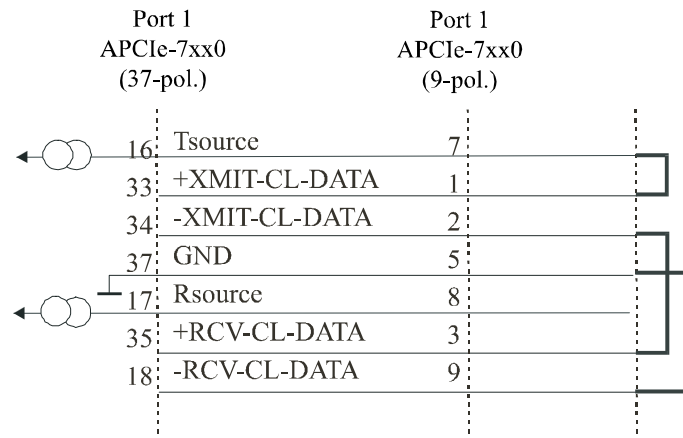 Port 1 Port 1
APCIe-7xx0 APCIe-7xx0
(37-pol.) (9-pol.)
16 Tsource 7
33 +XMIT-CL-DATA 1
34 -XMIT-CL-DATA 2
37 GND 5
17 Rsource 8
35 +RCV-CL-DATA 3
18 -RCV-CL-DATA 9